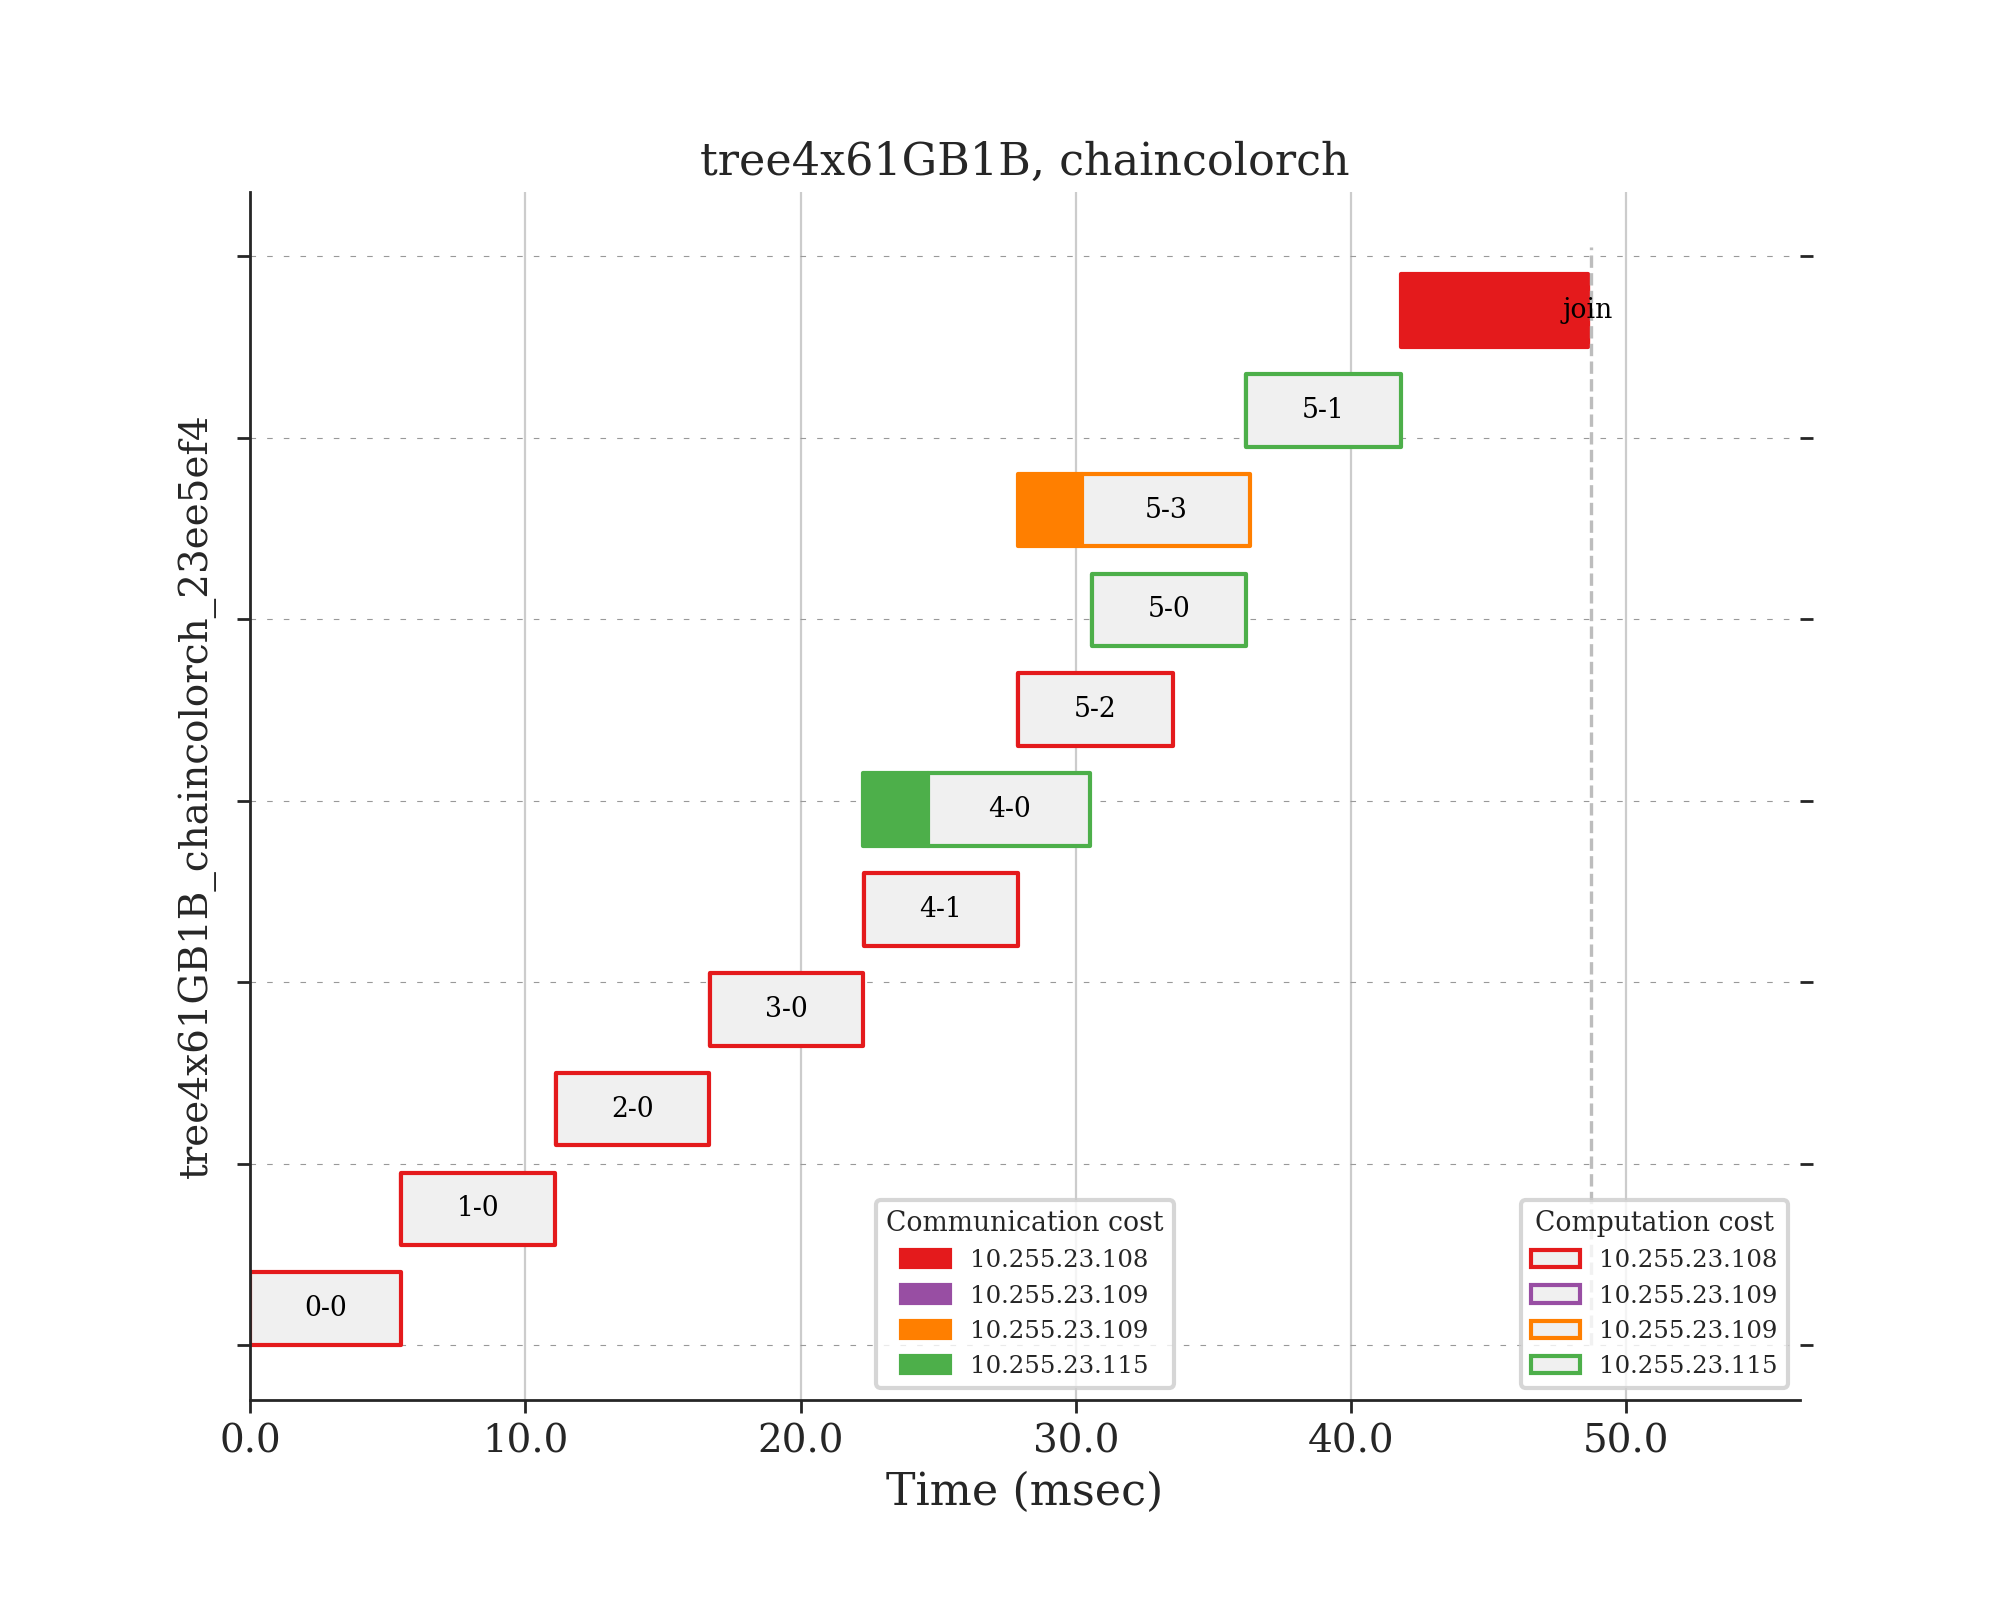 tree4x61GB1B, chaincolorch
tree4x61GB1B_chaincolorch_23ee5ef4
join
5-1
5-3
5-0
5-2
4-0
4-1
3-0
2-0
1-0
0-0
Communication cost
10.255.23.108
10.255.23.109
10.255.23.109
10.255.23.115
Computation cost
10.255.23.108
10.255.23.109
10.255.23.109
10.255.23.115
0.0 10.0 20.0 30.0 40.0 50.0
Time (msec)